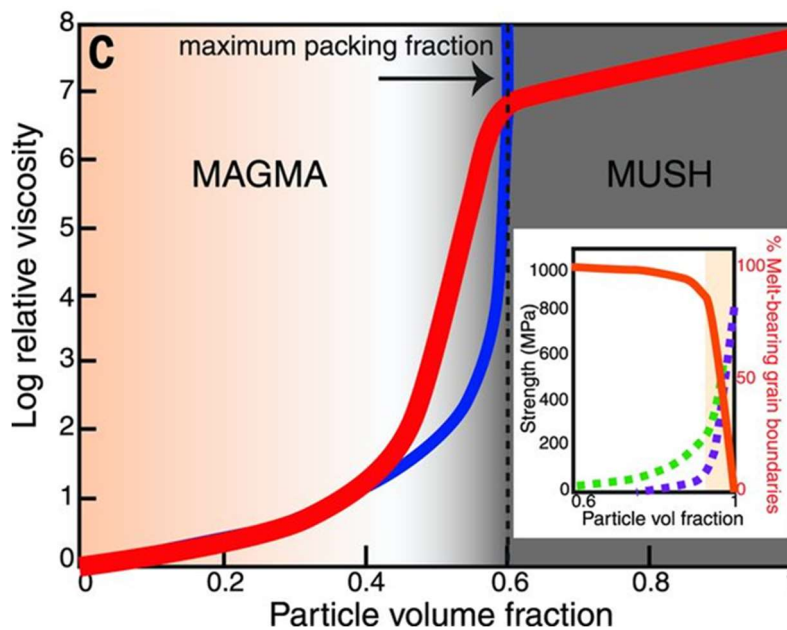 C
maximum packing fraction
MAGMA
MUSH
Log relative viscosity
8
7
6
5
4
3
2
1
0
0
0.2
0.4
0.6
0.8
Particle volume fraction
Strength (MPa)
1000
800
600
400
200
0
0.6
1
Particle vol fraction
100
50
0
% Melt-bearing grain boundaries